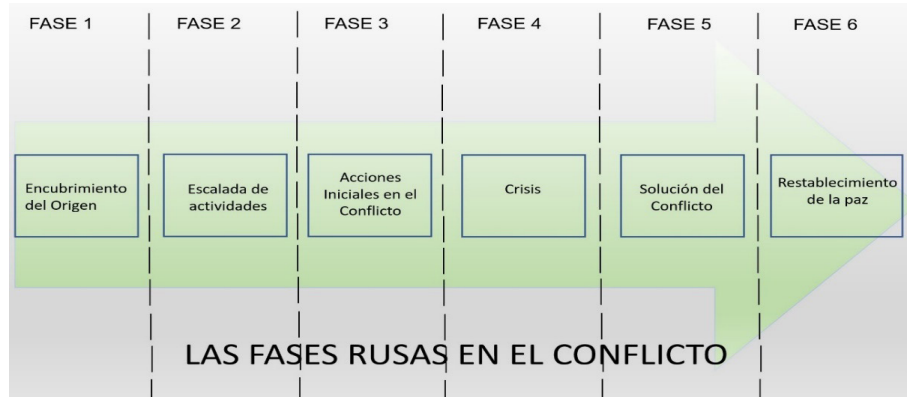 FASE 1
FASE 2
FASE 3
FASE 4
FASE 5
FASE 6
Encubrimiento
del Origen
Escalada de
actividades
Acciones
Iniciales en el
Conflicto
Crisis
Solución del
Conflicto
Restablecimiento
de la paz
LAS FASES RUSAS EN EL CONFLICTO